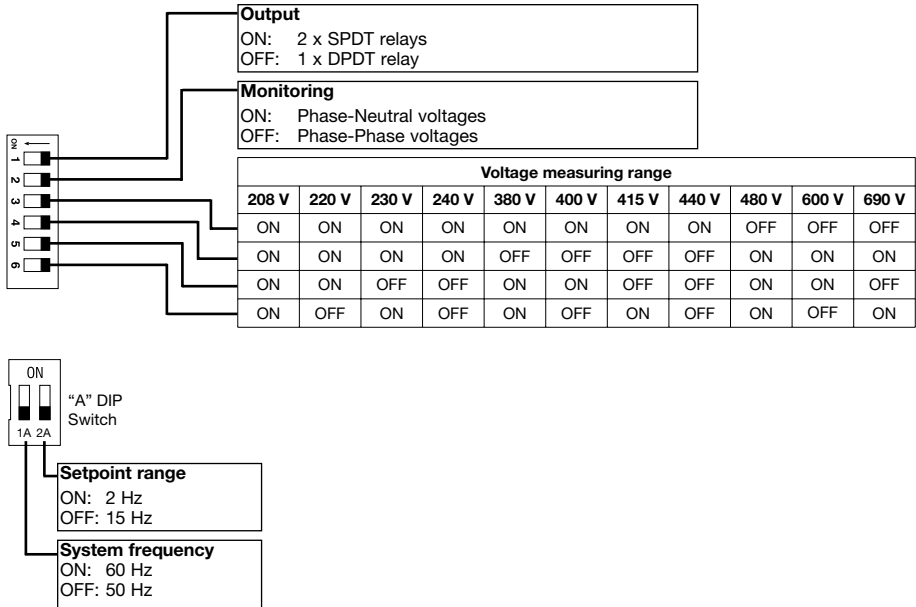 Output
ON: 2 x SPDT relays
OFF: 1 x DPDT relay
Monitoring
ON: Phase-Neutral voltages
OFF: Phase-Phase voltages
ON
1
2
3
4
5
6
Voltage measuring range
208 V 220 V 230 V 240 V 380 V 400 V 415 V 440 V 480 V 600 V 690 V
ON ON ON ON ON ON ON ON OFF OFF OFF
ON ON ON ON OFF OFF OFF OFF ON ON ON
ON ON OFF OFF ON ON OFF OFF ON ON OFF
ON OFF ON OFF ON OFF ON OFF ON OFF ON
ON
1A 2A
“A” DIP
Switch
Setpoint range
ON: 2 Hz
OFF: 15 Hz
System frequency
ON: 60 Hz
OFF: 50 Hz